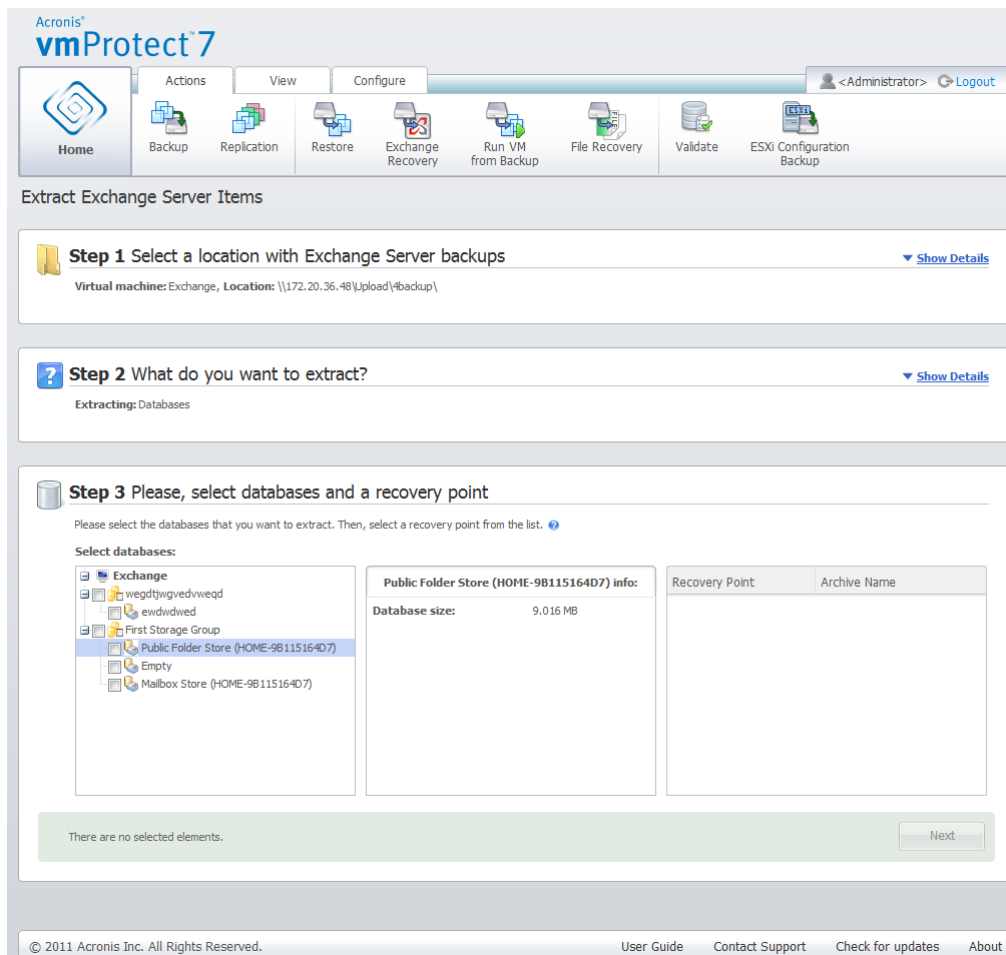 Acronis®
vmProtect™ 7
Actions View Configure
<Administrator> Logout
Home
Backup
Replication
Restore
Exchange Recovery
Run VM from Backup
File Recovery
Validate
ESXi Configuration Backup
Extract Exchange Server Items
Step 1 Select a location with Exchange Server backups
Show Details
Virtual machine: Exchange, Location: \\172.20.36.48\Upload\4backup\
Step 2 What do you want to extract?
Show Details
Extracting: Databases
Step 3 Please, select databases and a recovery point
Please select the databases that you want to extract. Then, select a recovery point from the list.
Select databases:
Exchange
wegdtjwgvedvweqd
ewdwdwed
First Storage Group
Public Folder Store (HOME-9B115164D7)
Empty
Mailbox Store (HOME-9B115164D7)
Public Folder Store (HOME-9B115164D7) info:
Database size: 9.016 MB
Recovery Point Archive Name
There are no selected elements.
Next
© 2011 Acronis Inc. All Rights Reserved.
User Guide Contact Support Check for updates About